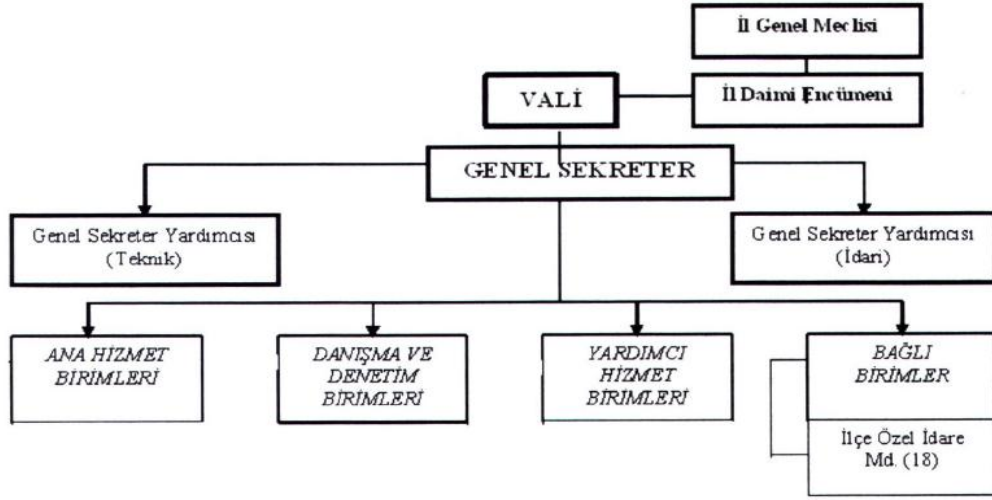 İl Genel Meclisi
VALİ
İl Daimi Encümeni
GENEL SEKRETER
Genel Sekreter Yardımcısı
(Teknik)
Genel Sekreter Yardımcısı
(İdari)
ANA HİZMET
BİRİMLERİ
DANIŞMA VE
DENETİM
BİRİMLERİ
YARDIMCI
HİZMET
BİRİMLERİ
BAĞLI
BİRİMLER
İlçe Özel İdare
Md. (18)